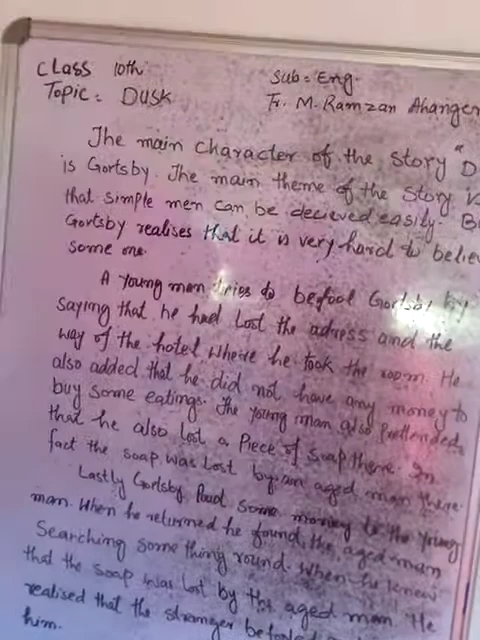 Class 10th Sub = Eng.
Topic = Dusk Tr. M. Ramzan Ahanger
The main character of the story "D
is Gortsby. The main theme of the story is
that simple men can be decieved easily. B
Gortsby realises that it is very hard to belie
some one.
A young man tries to befool Gortsby by
saying that he had lost the adress and the
way of the hotel where he took the room. He
also added that he did not have any money to
buy some eatings. The young man also Prettended
that he also lost a Piece of soap there. In
fact the soap was lost by an aged man there.
Lastly Gortsby Paid some money to the young
man. When he returned he found the aged man
Searching some thing round. When he knew
that the soap was lost by the aged man. He
realised that the stranger befooled
him.